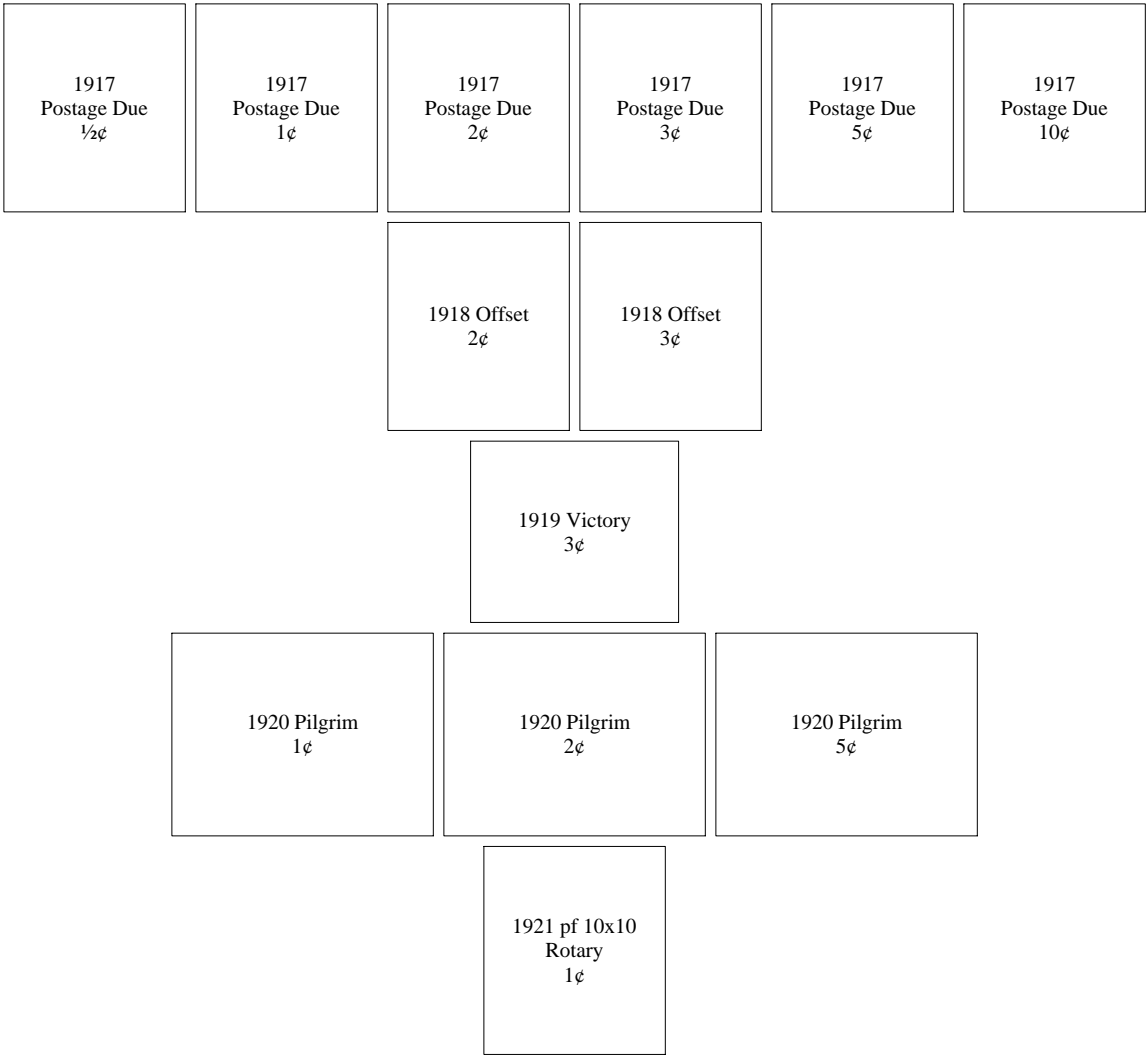 1917
Postage Due
½¢
1917
Postage Due
1¢
1917
Postage Due
2¢
1917
Postage Due
3¢
1917
Postage Due
5¢
1917
Postage Due
10¢
1918 Offset
2¢
1918 Offset
3¢
1919 Victory
3¢
1920 Pilgrim
1¢
1920 Pilgrim
2¢
1920 Pilgrim
5¢
1921 pf 10x10
Rotary
1¢